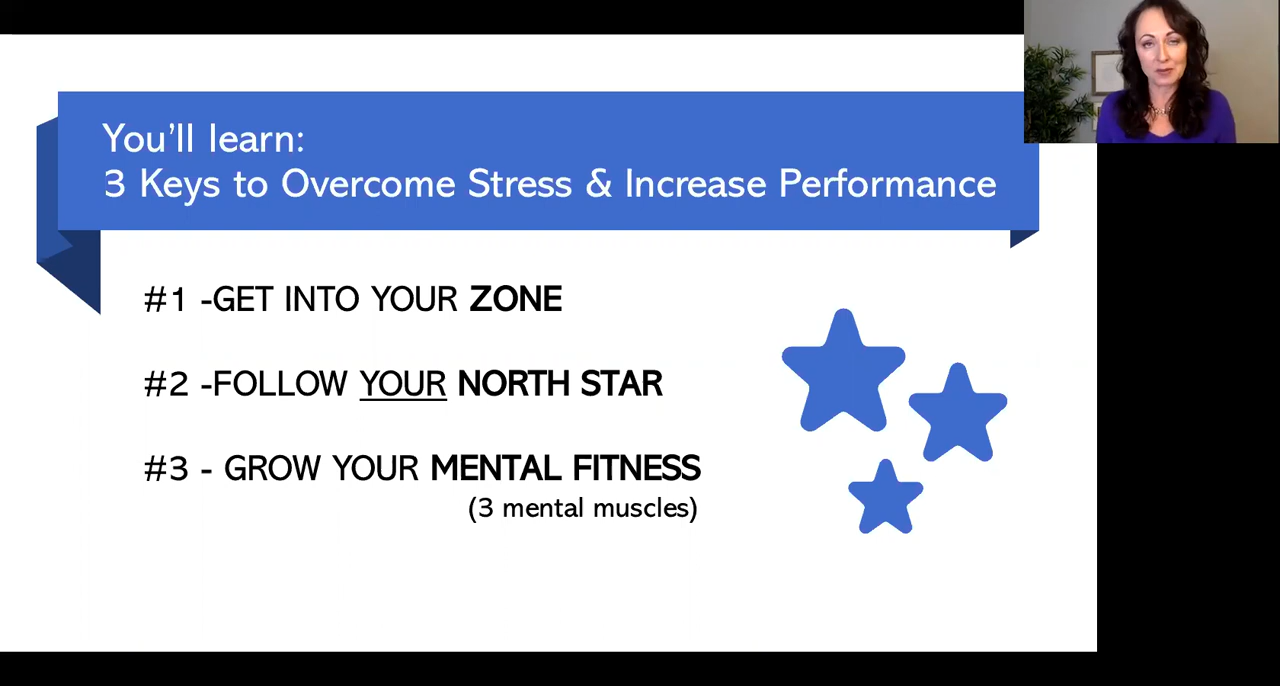 You'll learn:
3 Keys to Overcome Stress & Increase Performance
#1 -GET INTO YOUR ZONE
#2 -FOLLOW YOUR NORTH STAR
#3 - GROW YOUR MENTAL FITNESS
(3 mental muscles)